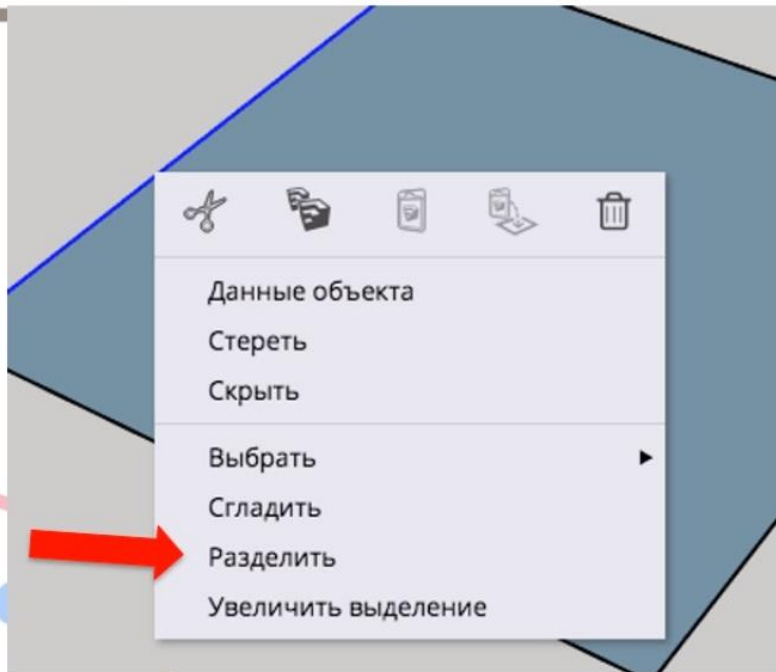 Данные объекта
Стереть
Скрыть
Выбрать
Сгладить
Разделить
Увеличить выделение